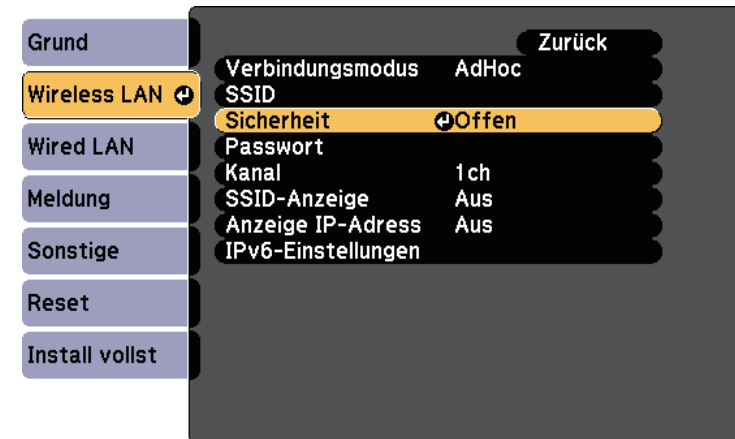 Grund
Wireless LAN
Wired LAN
Meldung
Sonstige
Reset
Install vollst
Zurück
Verbindungsmodus AdHoc
SSID
Sicherheit Offen
Passwort
Kanal 1ch
SSID-Anzeige Aus
Anzeige IP-Adress Aus
IPv6-Einstellungen